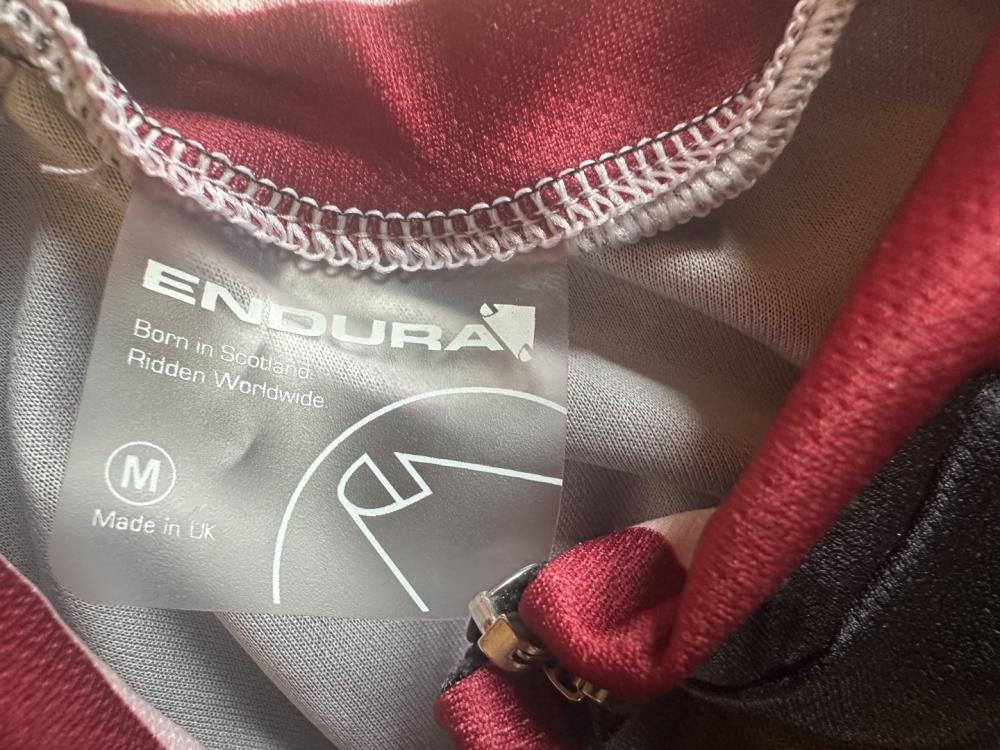 ENDURA
Born in Scotland
Ridden Worldwide.
M
Made in UK